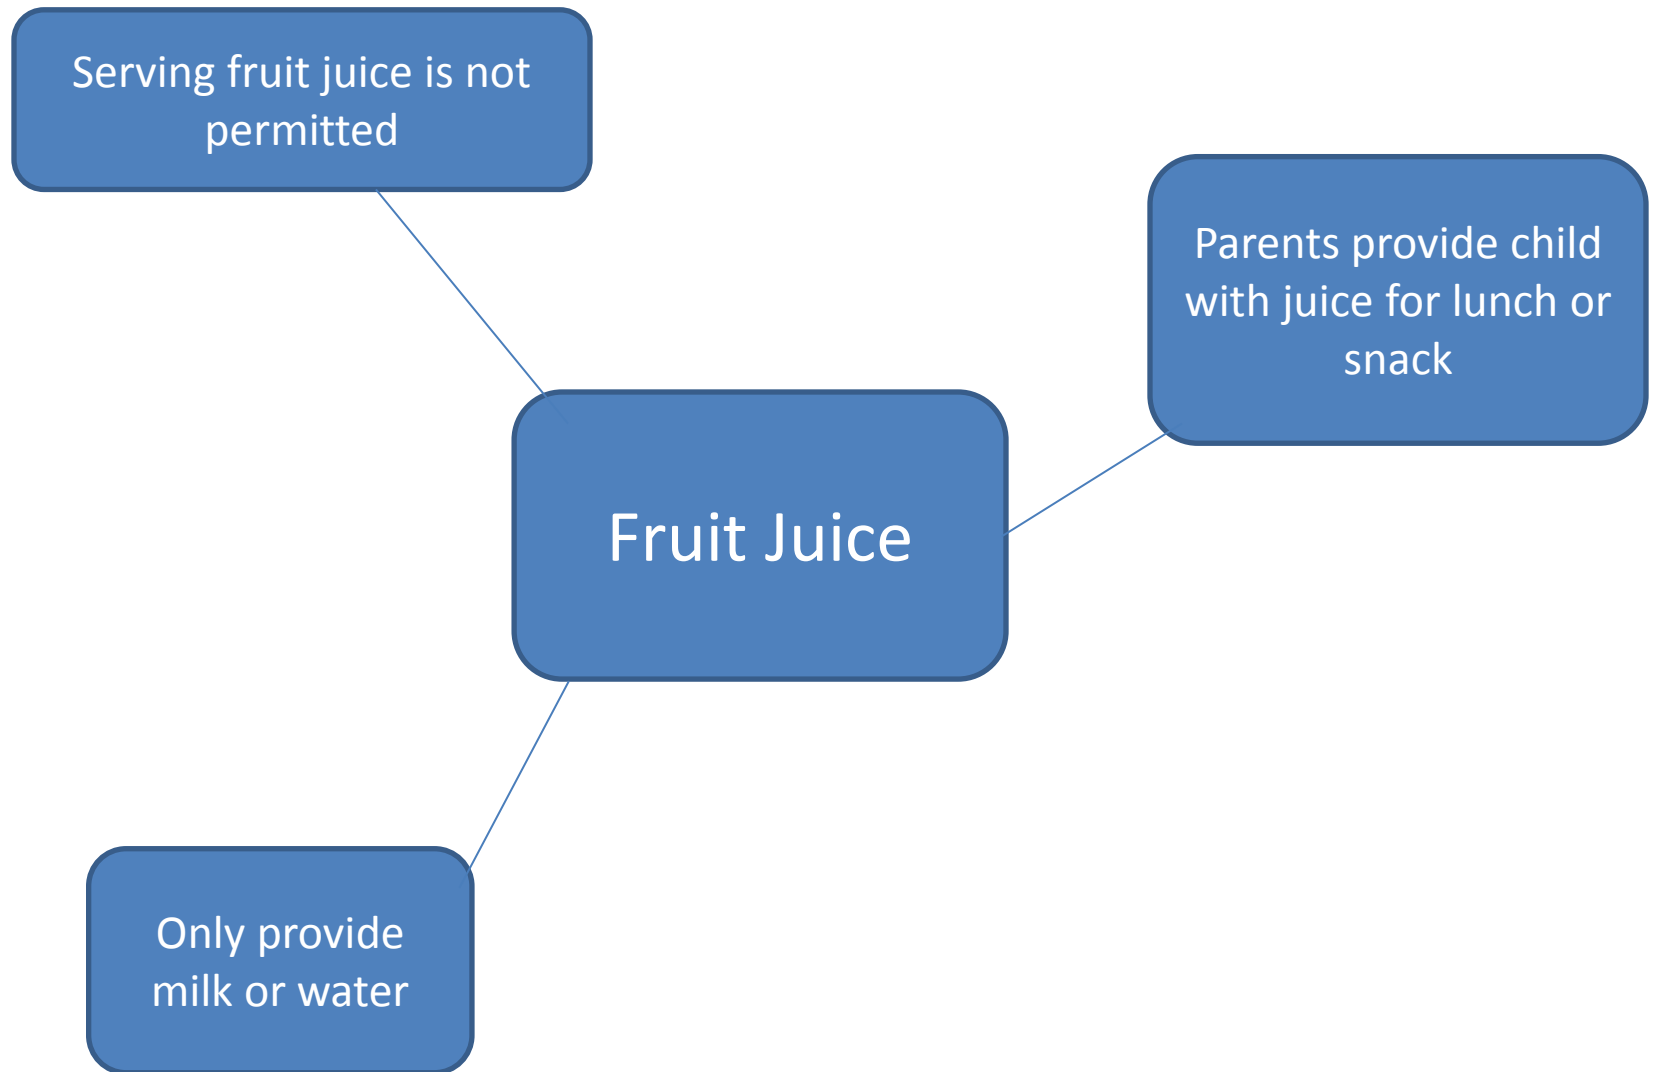 Serving fruit juice is not
permitted
Parents provide child
with juice for lunch or
snack
Fruit Juice
Only provide
milk or water